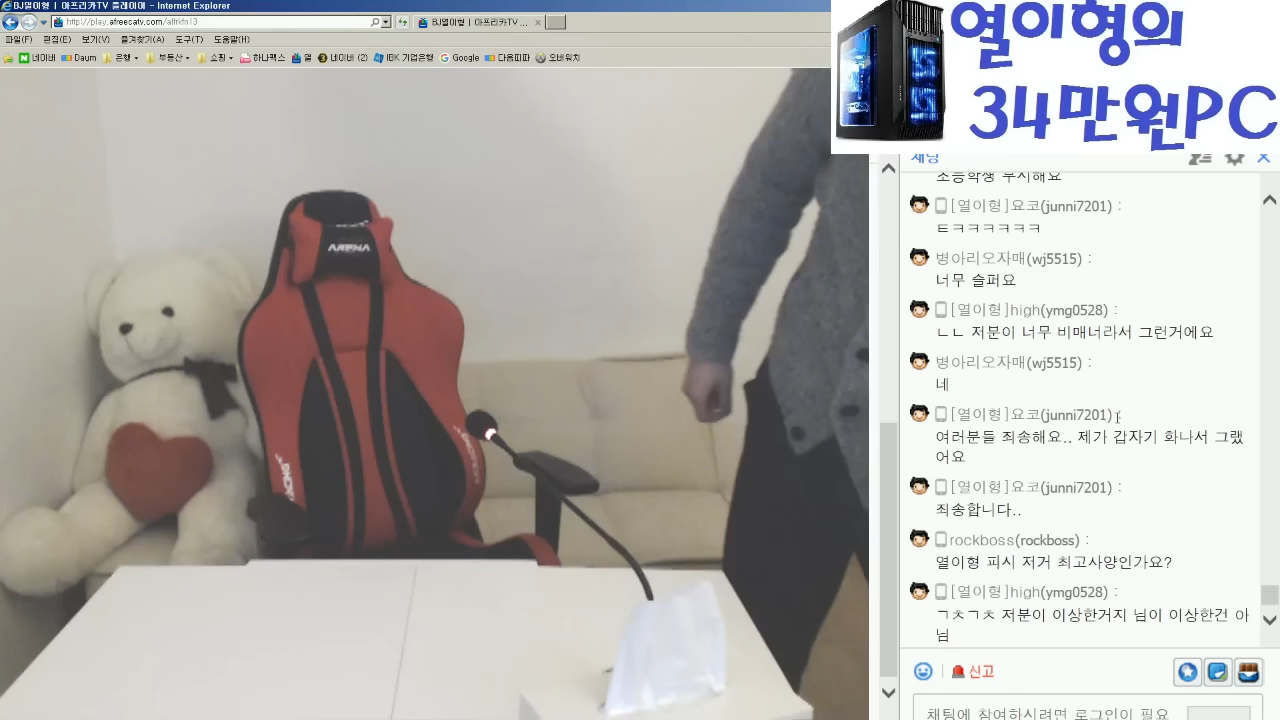 BJ열이형 | 아프리카TV 플레이어 - Internet Explorer
http://play.afreecatv.com/allrkfn13
BJ열이형 | 아프리카TV ...
파일(F) 편집(E) 보기(V) 즐겨찾기(A) 도구(T) 도움말(H)
네이버 Daum 은행 부동산 쇼핑 하나팩스 열 네이버 (2) IBK 기업은행 Google 다음피파 오버워치
열이형의
34만원PC
채팅
초등학생 무시해요
[열이형]요코(junni7201) :
ㅌㅋㅋㅋㅋㅋㅋ
병아리오자매(wj5515) :
너무 슬퍼요
[열이형]high(ymg0528) :
ㄴㄴ 저분이 너무 비매너라서 그런거에요
병아리오자매(wj5515) :
네
[열이형]요코(junni7201) :
여러분들 죄송해요.. 제가 갑자기 화나서 그랬
어요
[열이형]요코(junni7201) :
죄송합니다..
rockboss(rockboss) :
열이형 피시 저거 최고사양인가요?
[열이형]high(ymg0528) :
ㄱㅊㄱㅊ 저분이 이상한거지 님이 이상한건 아
님
신고
채팅에 참여하시려면 로그인이 필요
ARENA